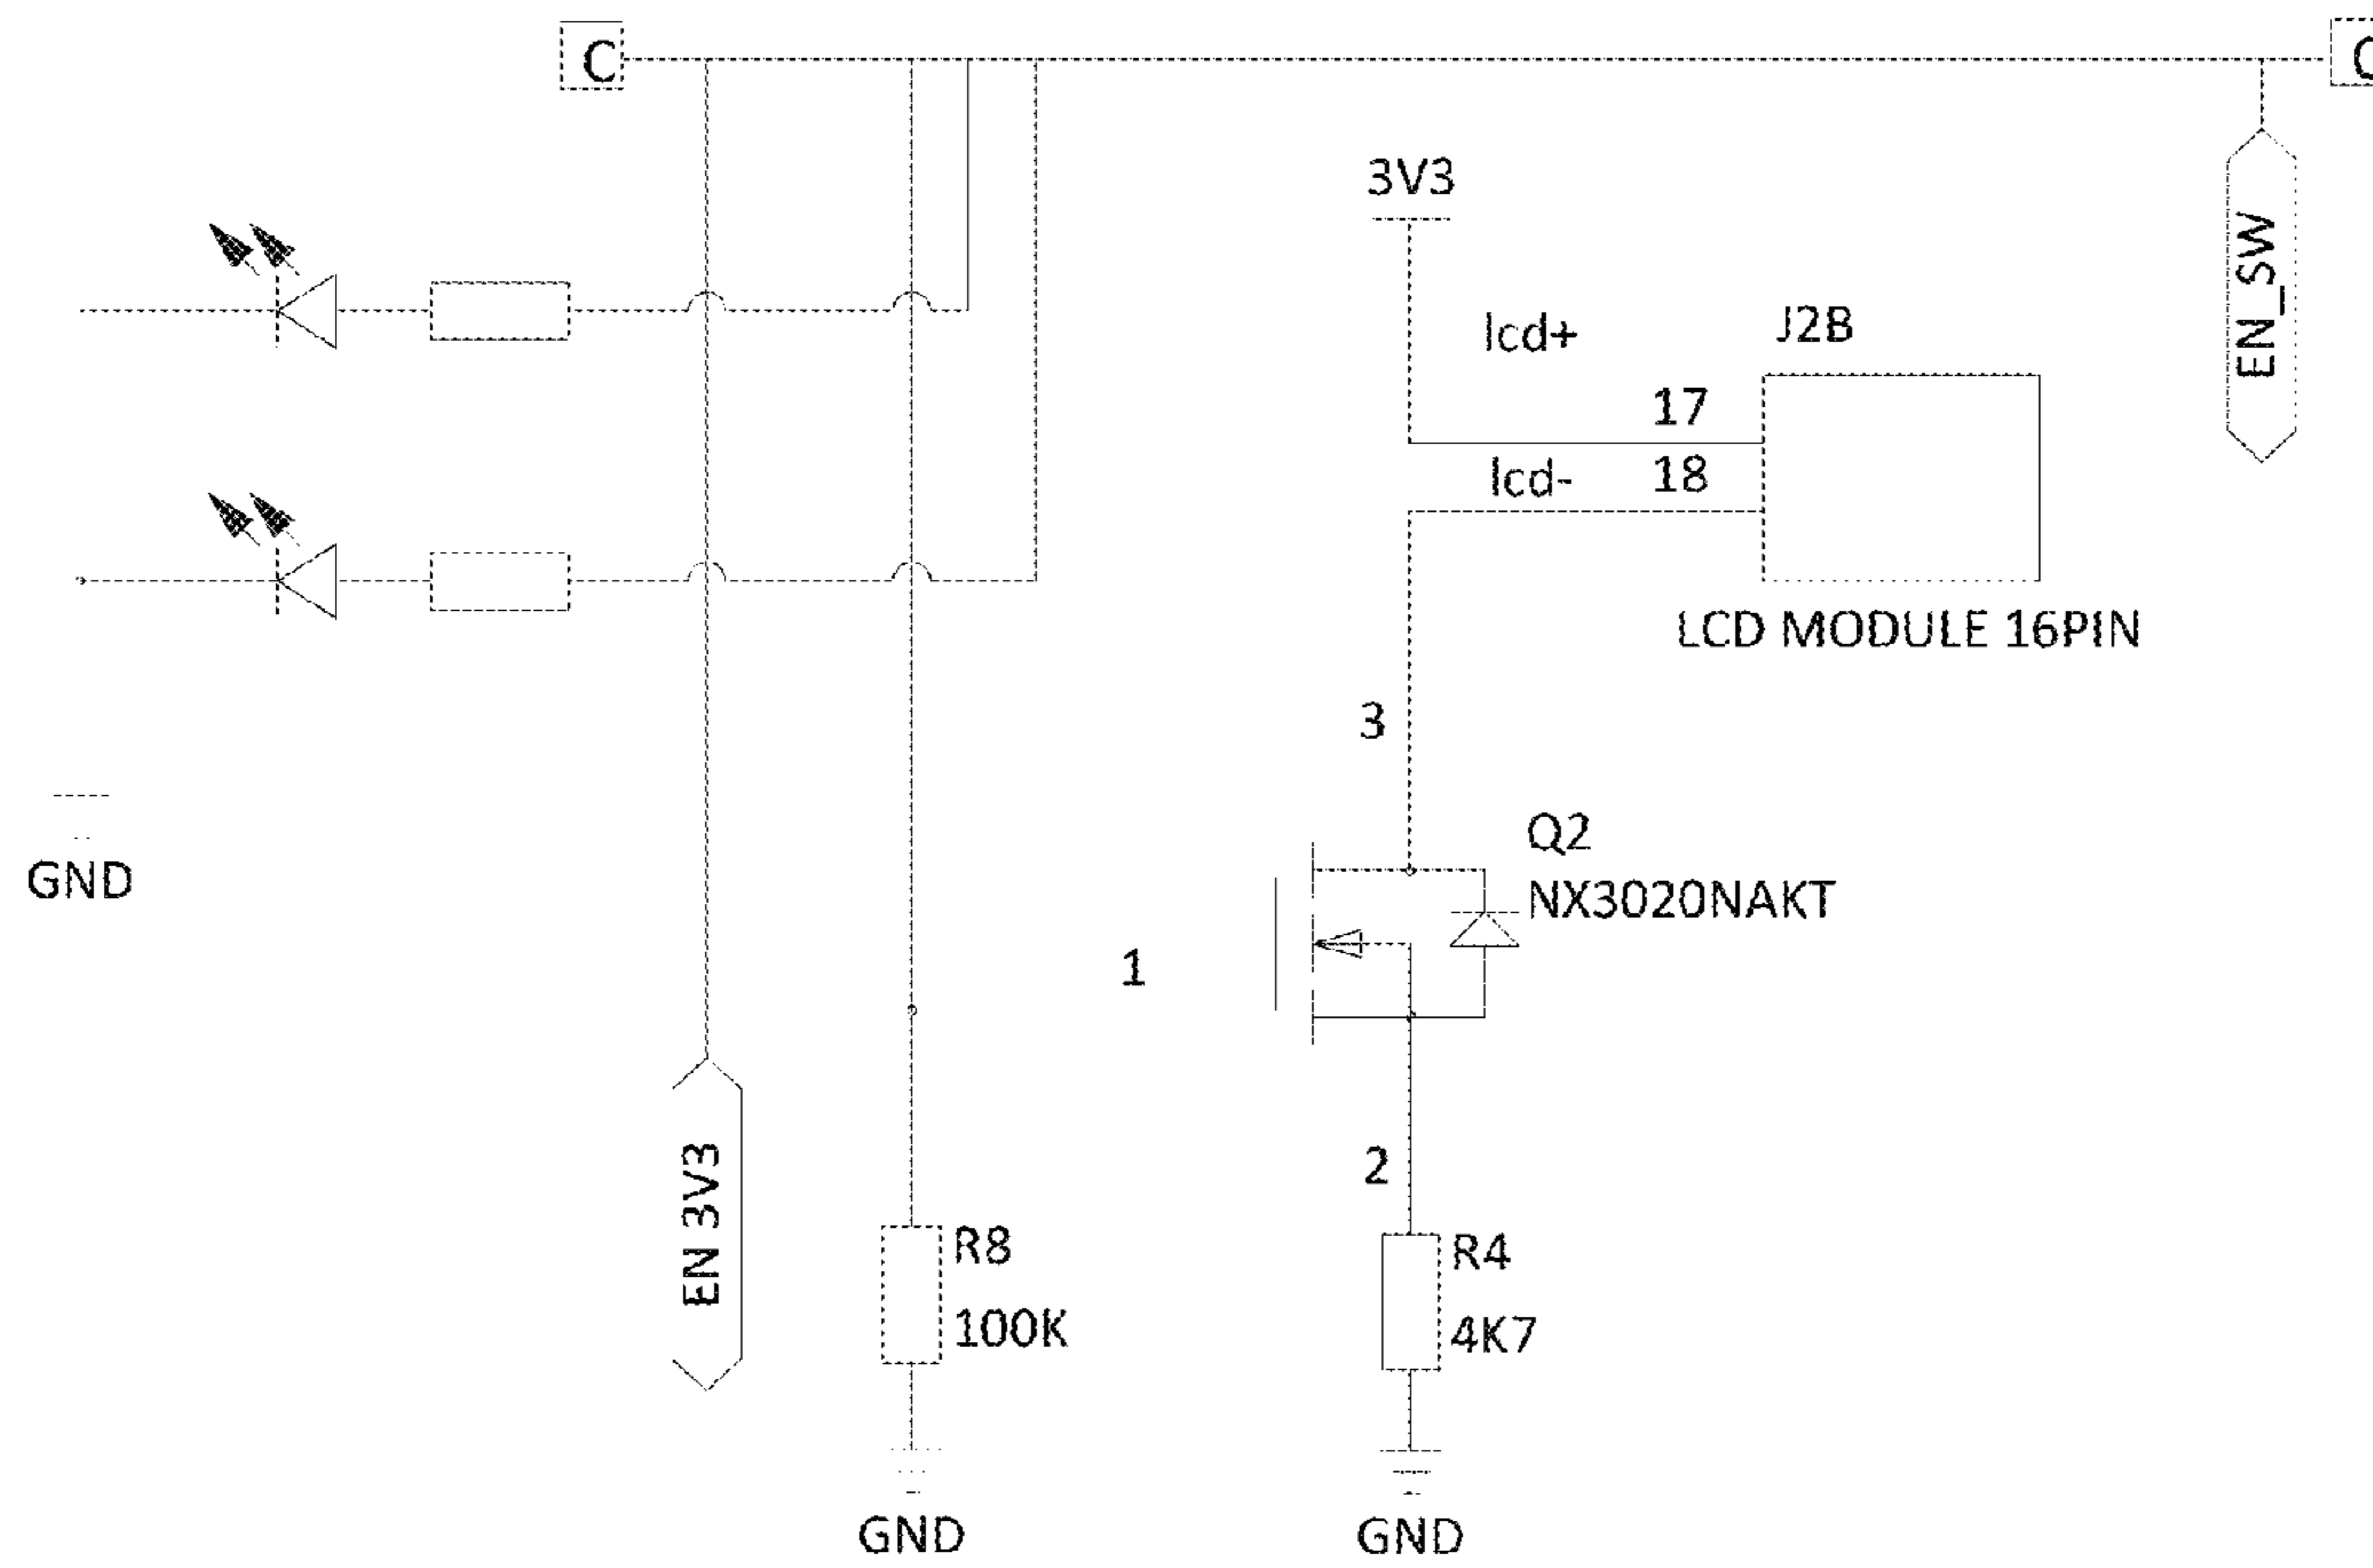 C
C
3V3
EN_SW
lcd+
J2B
17
lcd-
18
LCD MODULE 16PIN
3
Q2
NX3020NAKT
GND
1
2
EN 3V3
R8
100K
R4
4K7
GND
GND